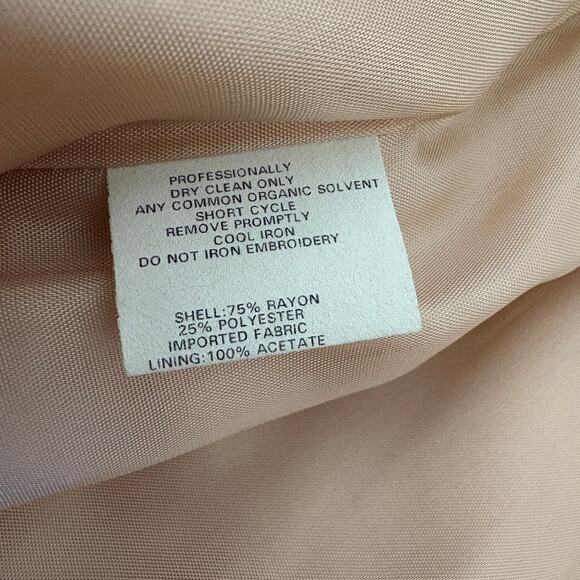 PROFESSIONALLY
DRY CLEAN ONLY
ANY COMMON ORGANIC SOLVENT
SHORT CYCLE
REMOVE PROMPTLY
COOL IRON
DO NOT IRON EMBROIDERY
SHELL:75% RAYON
25% POLYESTER
IMPORTED FABRIC
LINING:100% ACETATE